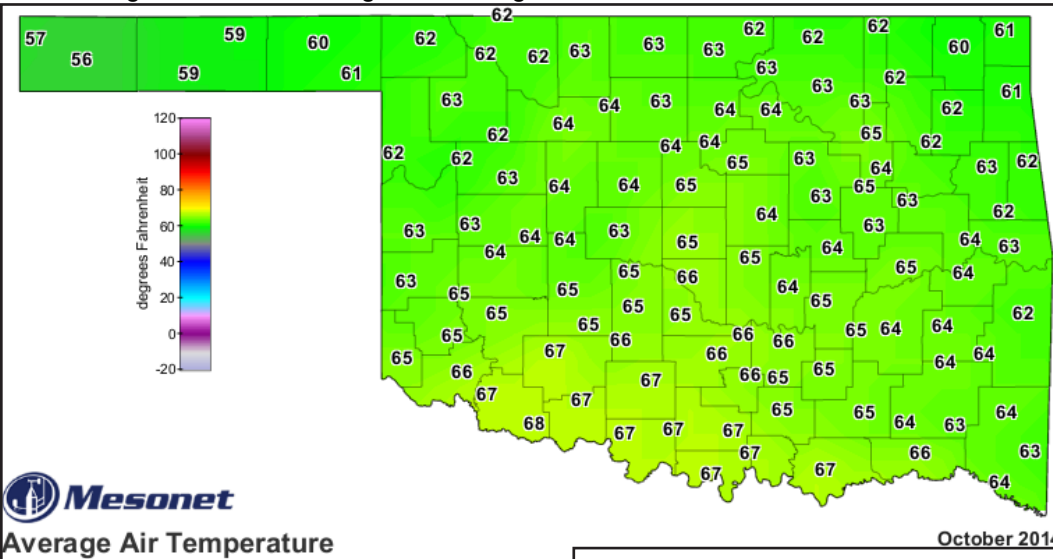 62
57 59 60 62 62 62 63 63 63 62 62 62 60 61
56 59 61 63 62 63 64 64 63 64 64 63 63 63 62 62 61
120
100
80
60
40
20
0
-20
degrees Fahrenheit
62 62 63 64 64 64 64 65 63 65 64 65 62 63 62
63 63 64 64 64 63 65 65 64 63 63 63 62
63 65 65 64 65 65 65 65 66 65 64 64 65 65 64 63 64
65 65 66 67 66 66 66 66 65 65 64 64 64 64 62
67 68 67 67 67 67 66 65 65 65 64 63 64
67 67 67 67 66 64 63
Mesonet
Average Air Temperature
October 201